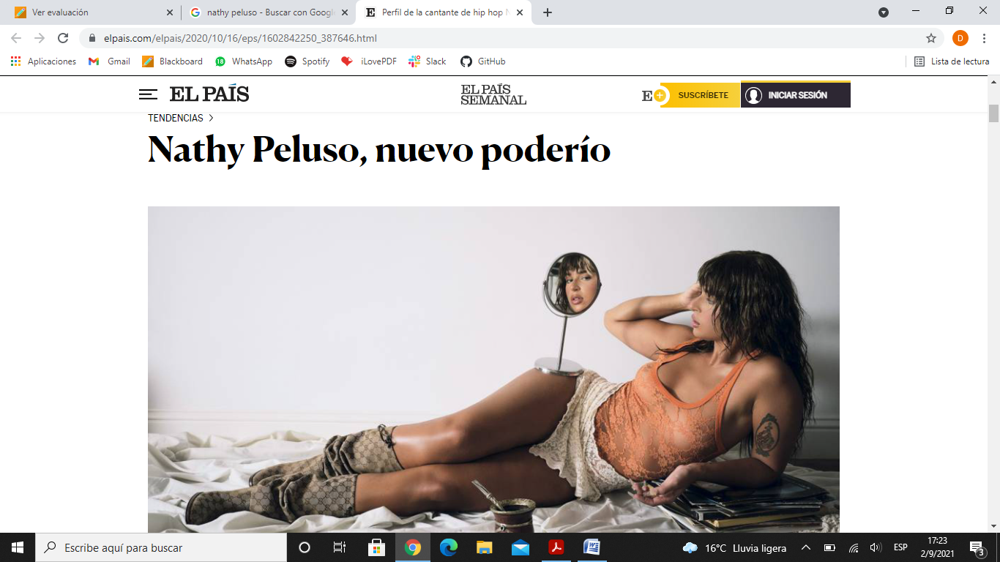 Ver evaluación
nathy peluso - Buscar con Google
Perfil de la cantante de hip hop N
elpais.com/elpais/2020/10/16/eps/1602842250_387646.html
D
Aplicaciones
Gmail
Blackboard
18
WhatsApp
Spotify
iLovePDF
Slack
GitHub
Lista de lectura
EL PAÍS
EL PAÍS
SEMANAL
E+
SUSCRÍBETE
INICIAR SESIÓN
TENDENCIAS
Nathy Peluso, nuevo poderío
Escribe aquí para buscar
16°C Lluvia ligera
ESP
17:23
2/9/2021
3